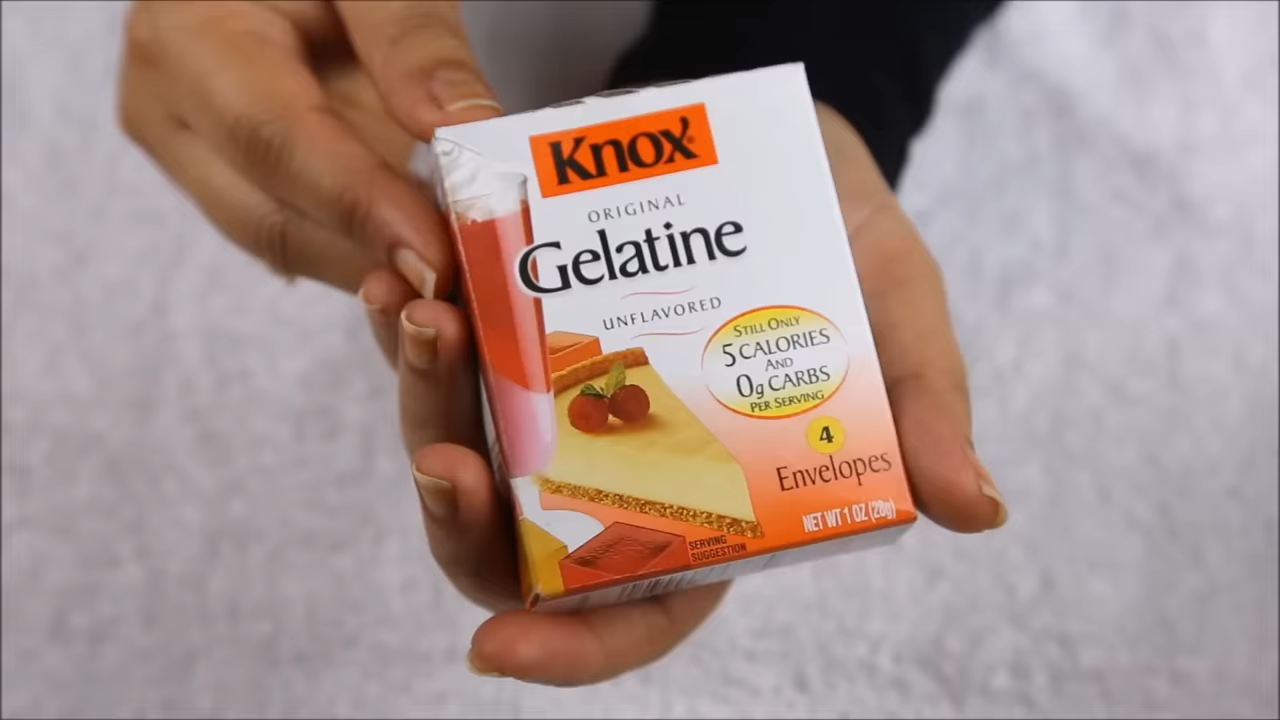 Knox®
ORIGINAL
Gelatine
UNFLAVORED
STILL ONLY
5 CALORIES
AND
0g CARBS
PER SERVING
4
Envelopes
NET WT 1 OZ (28g)
SERVING
SUGGESTION